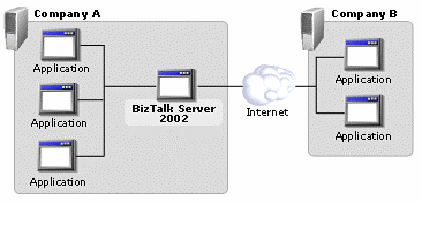 Company A
Company B
Application
Application
Application
BizTalk Server
2002
Internet
Application
Application